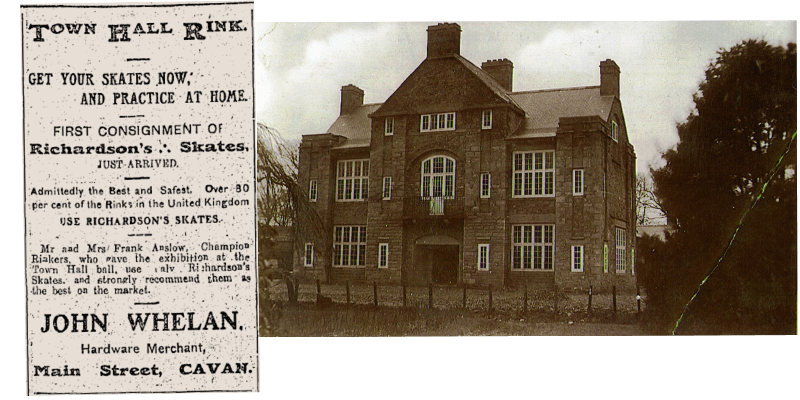 TOWN HALL RINK.
GET YOUR SKATES NOW,
AND PRACTICE AT HOME.
FIRST CONSIGNMENT OF
Richardson's ∴ Skates,
JUST ARRIVED.
Admittedly the Best and Safest. Over 80
per cent of the Rinks in the United Kingdom
USE RICHARDSON'S SKATES.
Mr and Mrs Frank Anslow, Champion
Rinkers, who gave the exhibition at the
Town Hall ball, use only Richardson's
Skates, and strongly recommend them as
the best on the market.
JOHN WHELAN,
Hardware Merchant,
Main Street, CAVAN.